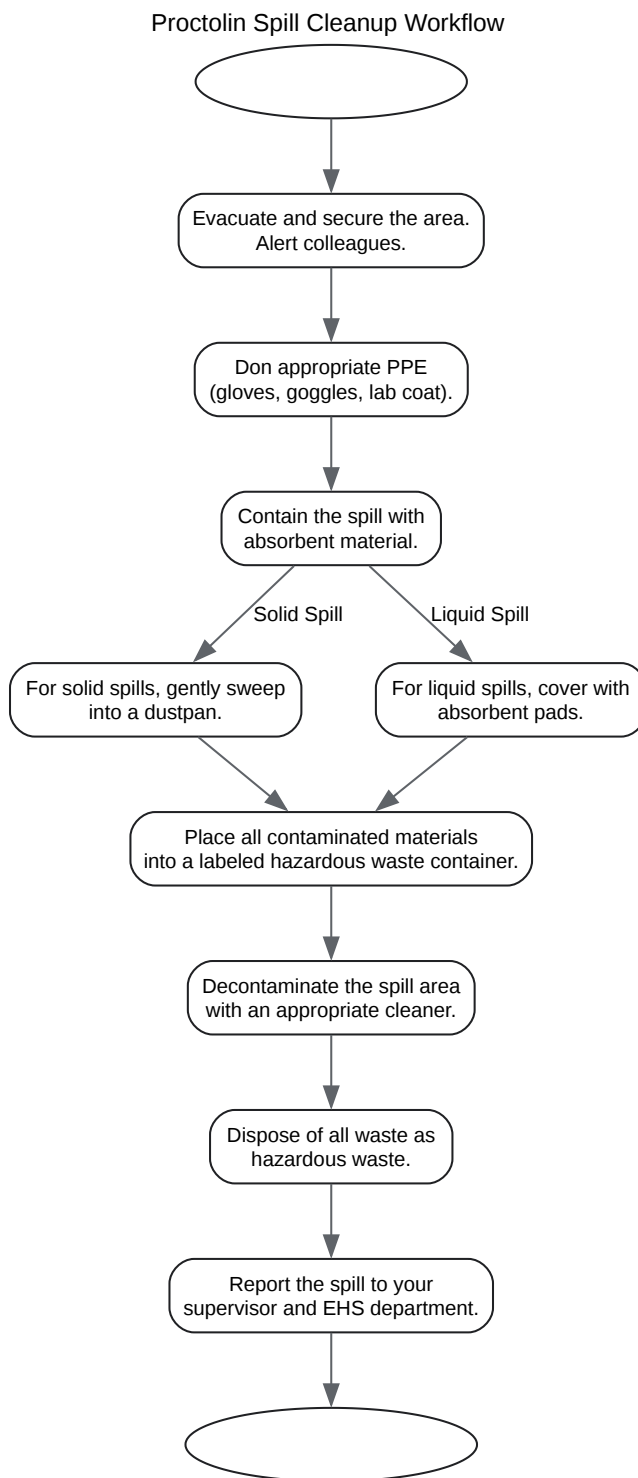 Proctolin Spill Cleanup Workflow
Evacuate and secure the area.
Alert colleagues.
Don appropriate PPE
(gloves, goggles, lab coat).
Contain the spill with
absorbent material.
Solid Spill
Liquid Spill
For solid spills, gently sweep
into a dustpan.
For liquid spills, cover with
absorbent pads.
Place all contaminated materials
into a labeled hazardous waste container.
Decontaminate the spill area
with an appropriate cleaner.
Dispose of all waste as
hazardous waste.
Report the spill to your
supervisor and EHS department.